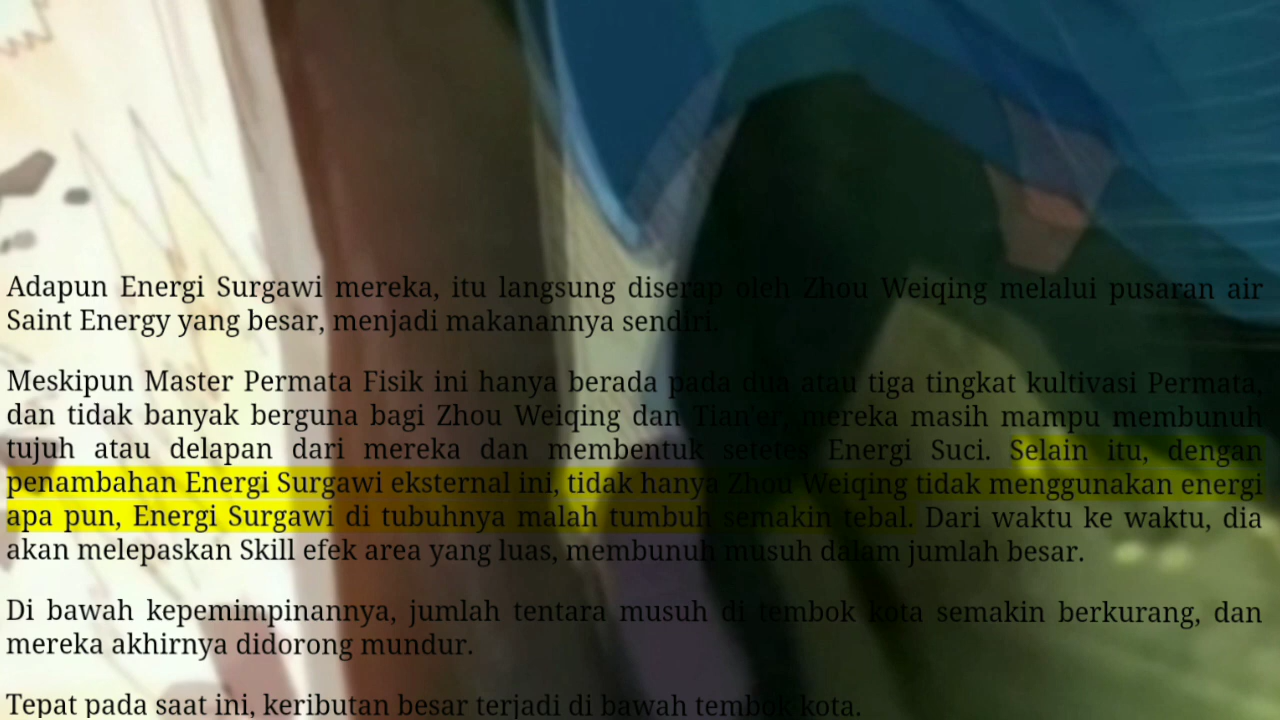 Adapun Energi Surgawi mereka, itu langsung diserap oleh Zhou Weiqing melalui pusaran air
Saint Energy yang besar, menjadi makanannya sendiri.
Meskipun Master Permata Fisik ini hanya berada pada dua atau tiga tingkat kultivasi Permata,
dan tidak banyak berguna bagi Zhou Weiqing dan Tian'er, mereka masih mampu membunuh
tujuh atau delapan dari mereka dan membentuk setetes Energi Suci. Selain itu, dengan
penambahan Energi Surgawi eksternal ini, tidak hanya Zhou Weiqing tidak menggunakan energi
apa pun, Energi Surgawi di tubuhnya malah tumbuh semakin tebal. Dari waktu ke waktu, dia
akan melepaskan Skill efek area yang luas, membunuh musuh dalam jumlah besar.
Di bawah kepemimpinannya, jumlah tentara musuh di tembok kota semakin berkurang, dan
mereka akhirnya didorong mundur.
Tepat pada saat ini, keributan besar terjadi di bawah tembok kota.